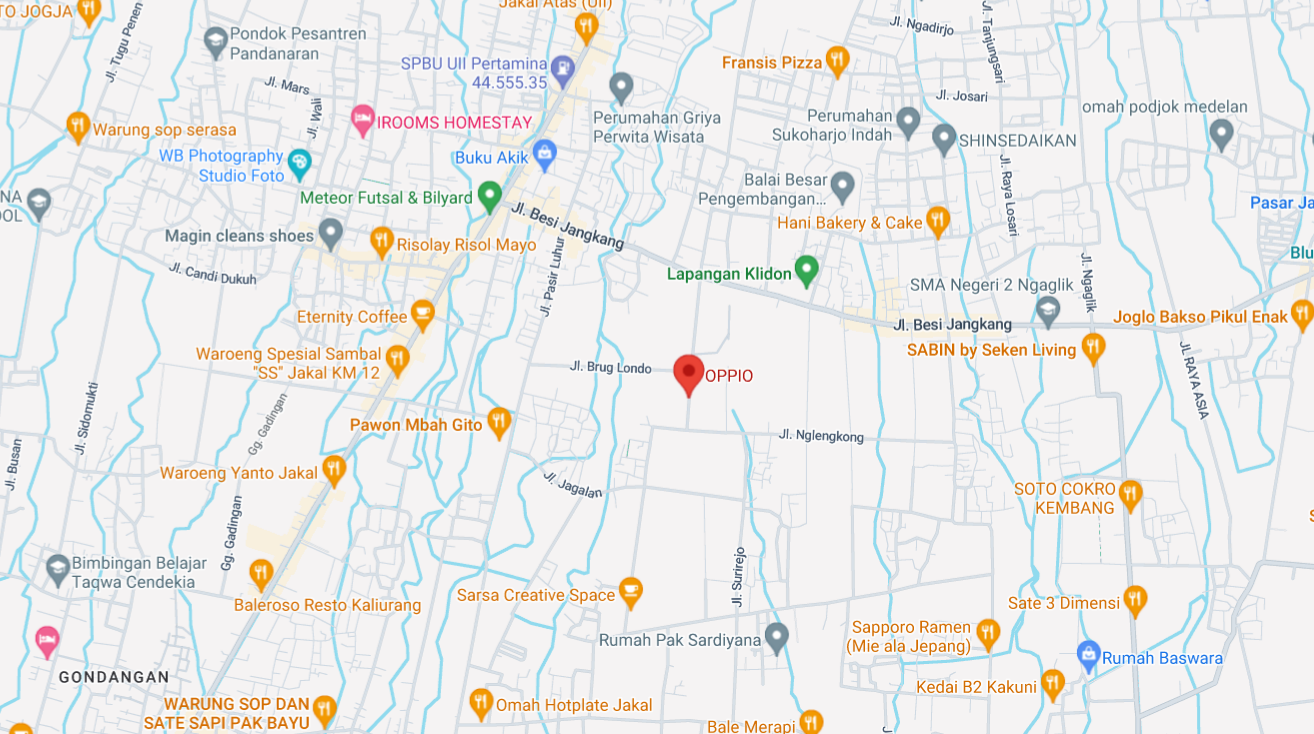 TO JOGJA
Jl. Tugu Penen
Pondok Pesantren
Pandanaran
Jakal Atas (UII)
Jl. Ngadirjo
Jl. Tanjungsari
SPBU UII Pertamina
44.555.35
Fransis Pizza
Jl. Mars
Jl. Wali
Jl. Josari
omah podjok medelan
Warung sop serasa
IROOMS HOMESTAY
Perumahan Griya
Perwita Wisata
Perumahan
Sukoharjo Indah
SHINSEDAIKAN
WB Photography
Studio Foto
Buku Akik
Jl. Raya Losari
NA
OOL
Meteor Futsal & Bilyard
Balai Besar
Pengembangan...
Pasar Ja
Jl. Besi Jangkang
Hani Bakery & Cake
Magin cleans shoes
Risolay Risol Mayo
Blu
Jl. Candi Dukuh
Jl. Pasir Luhur
Lapangan Klidon
Jl. Ngaglik
SMA Negeri 2 Ngaglik
Eternity Coffee
Jl. Besi Jangkang
Joglo Bakso Pikul Enak
Waroeng Spesial Sambal
"SS" Jakal KM 12
SABIN by Seken Living
Jl. Brug Londo
OPPIO
JL RAYA ASIA
Jl. Sidomukti
Gg. Gadingan
Pawon Mbah Gito
Jl. Nglengkong
Jl. Busan
Waroeng Yanto Jakal
Jl. Jagalan
SOTO COKRO
KEMBANG
Gg. Gadingan
S
Bimbingan Belajar
Taqwa Cendekia
Jl. Surirejo
Baleroso Resto Kaliurang
Sarsa Creative Space
Sate 3 Dimensi
Rumah Pak Sardiyana
Sapporo Ramen
(Mie ala Jepang)
Rumah Baswara
GONDANGAN
Kedai B2 Kakuni
WARUNG SOP DAN
SATE SAPI PAK BAYU
Omah Hotplate Jakal
Bale Merapi